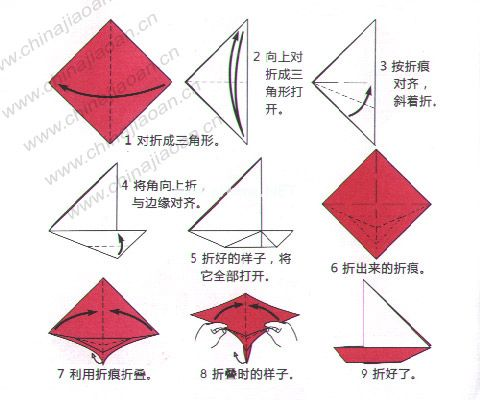 www.chinajiaoan.cn
www.chinajiaoan.cn
www.chinajiaoan.cn
1 对折成三角形。
2 向上对
折成三
角形打
开。
3 按折痕
对齐，
斜着折。
4 将角向上折，
与边缘对齐。
5 折好的样子，将
它全部打开。
6 折出来的折痕。
7 利用折痕折叠。
8 折叠时的样子。
9 折好了。